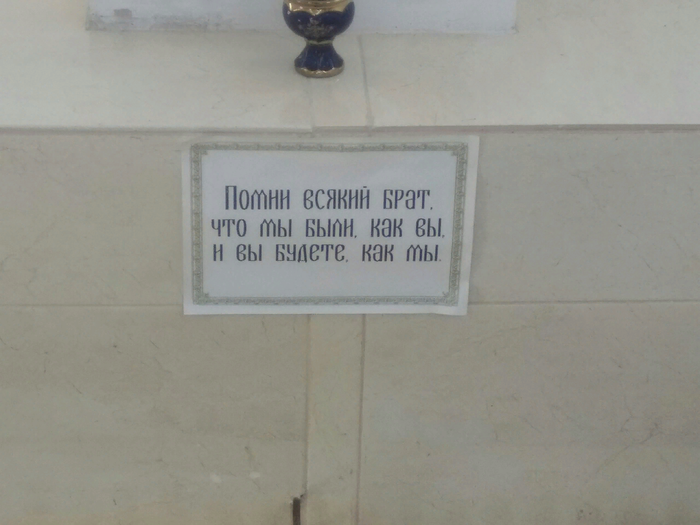 Помни всякий брат,
что мы были, как вы,
и вы будете, как мы.